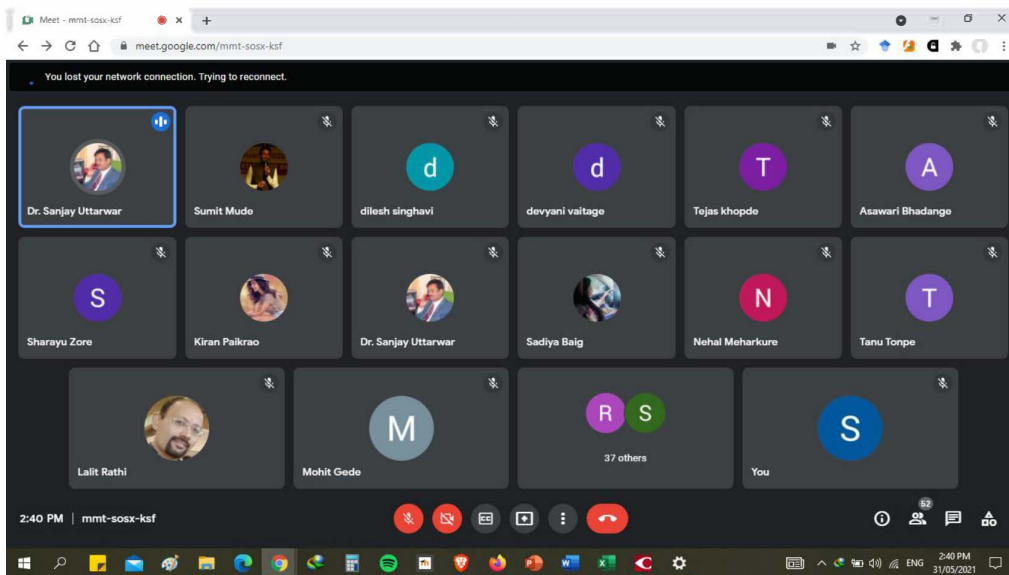 Meet - mmt-sosx-ksf
meet.google.com/mmt-sosx-ksf
You lost your network connection. Trying to reconnect.
d d T A
Dr. Sanjay Uttarwar Sumit Mude dilesh singhavi devyani vaitage Tejas khopde Asawari Bhadange
S N T
Sharayu Zore Kiran Paikrao Dr. Sanjay Uttarwar Sadiya Baig Nehal Meharkure Tanu Tonpe
M R S S
37 others
Lalit Rathi Mohit Gede You
52
2:40 PM | mmt-sosx-ksf CC
ENG 2:40 PM
31/05/2021